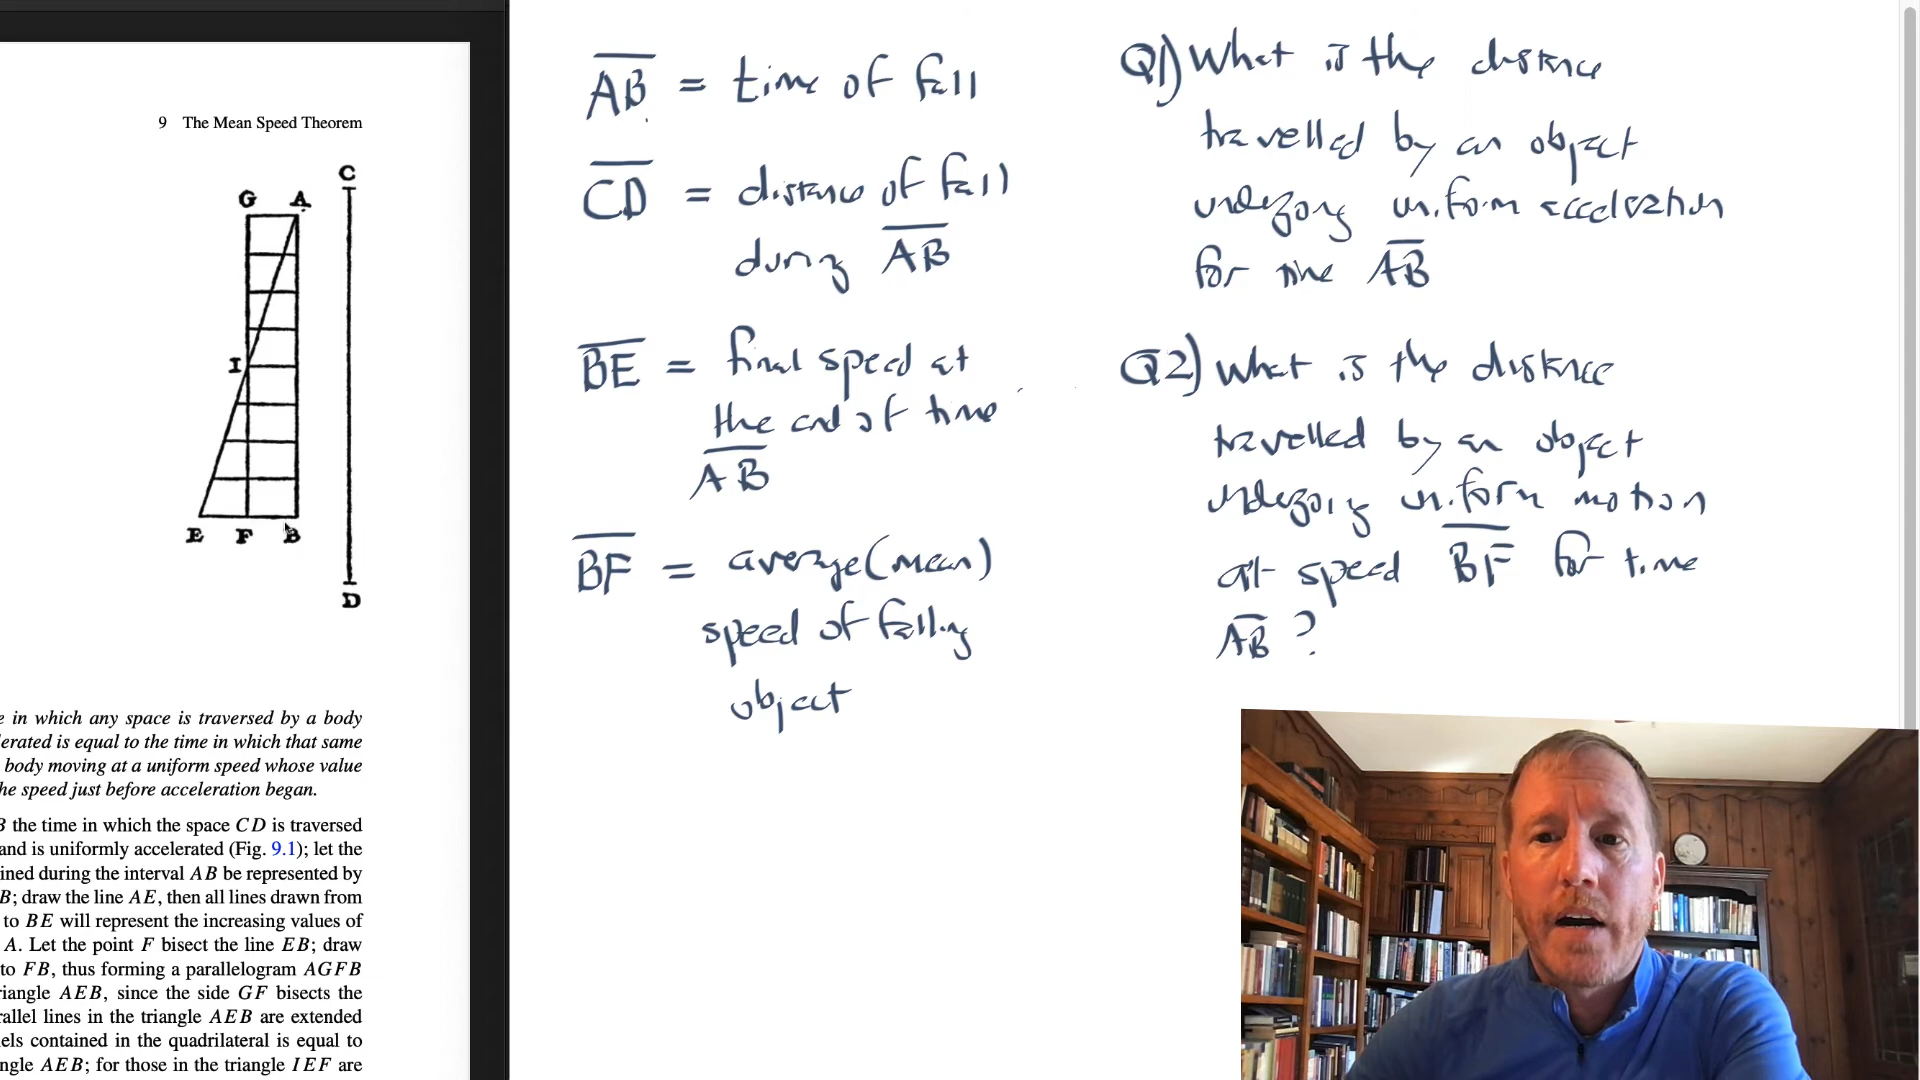 9 The Mean Speed Theorem
C
G A
I
E F B
D
e in which any space is traversed by a body
lerated is equal to the time in which that same
body moving at a uniform speed whose value
he speed just before acceleration began.
B the time in which the space CD is traversed
and is uniformly accelerated (Fig. 9.1); let the
ined during the interval AB be represented by
B; draw the line AE, then all lines drawn from
to BE will represent the increasing values of
A. Let the point F bisect the line EB; draw
to FB, thus forming a parallelogram AGFB
riangle AEB, since the side GF bisects the
rallel lines in the triangle AEB are extended
els contained in the quadrilateral is equal to
ngle AEB; for those in the triangle IEF are
AB = time of fall
CD = distance of fall
during AB
BE = final speed at
the end of time
AB
BF = average (mean)
speed of falling
object
Q1) What is the distance
travelled by an object
undergoing uniform acceleration
for time AB
Q2) What is the distance
travelled by an object
undergoing uniform motion
at speed BF for time
AB?